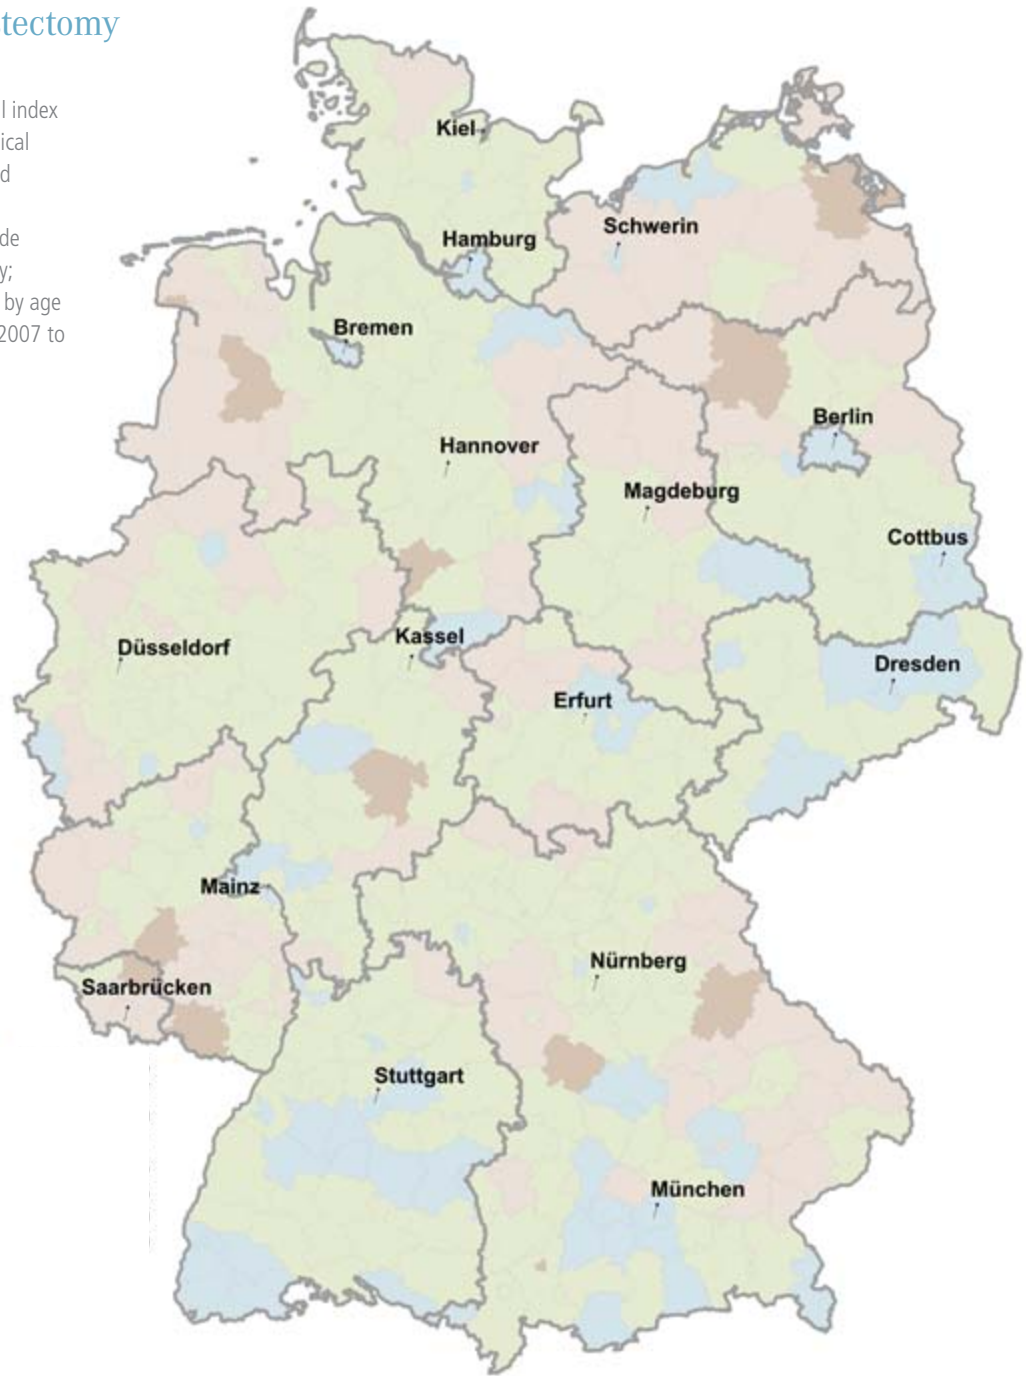 tectomy
l index
ical
d
de
y;
by age
2007 to
Kiel
Schwerin
Hamburg
Bremen
Berlin
Hannover
Magdeburg
Cottbus
Kassel
Düsseldorf
Dresden
Erfurt
Mainz
Nürnberg
Saarbrücken
Stuttgart
München